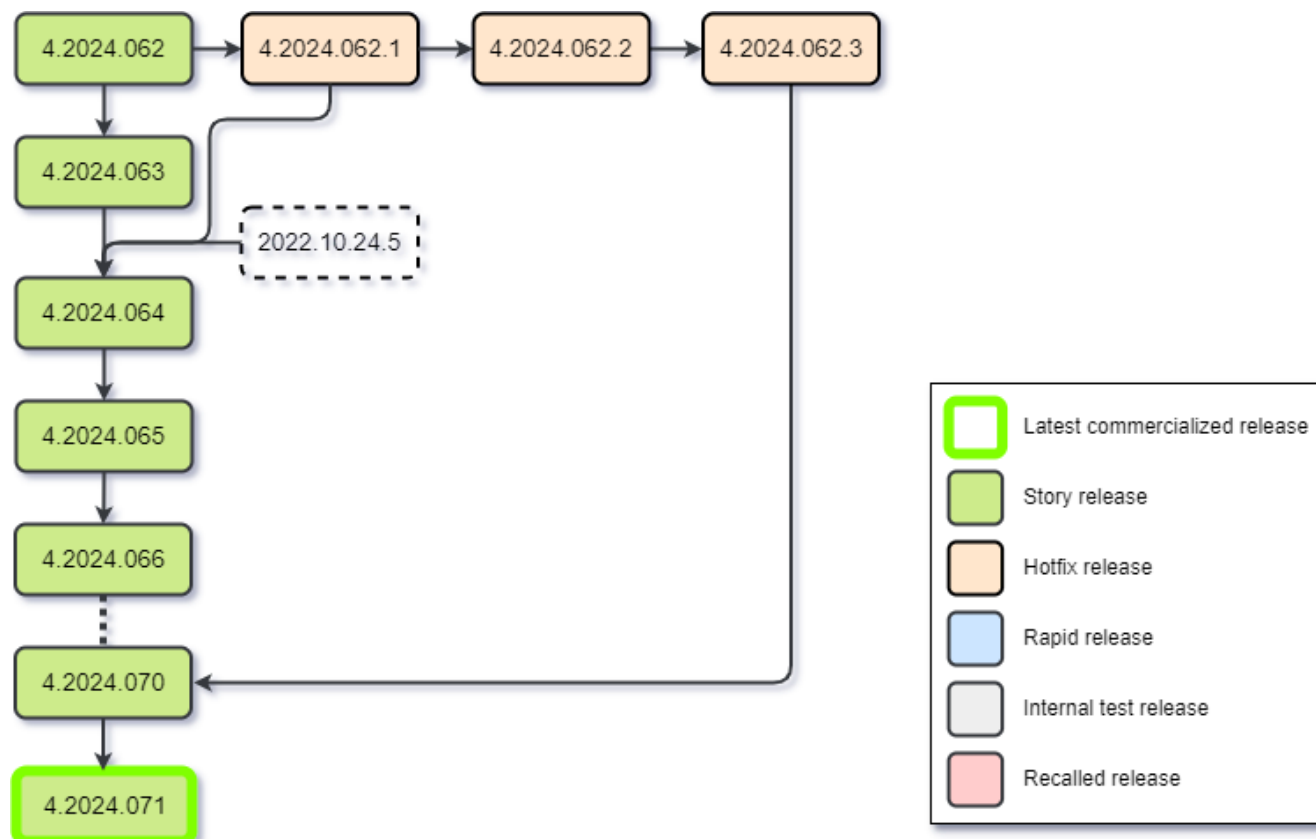 4.2024.062
4.2024.062.1
4.2024.062.2
4.2024.062.3
4.2024.063
2022.10.24.5
4.2024.064
4.2024.065
4.2024.066
4.2024.070
4.2024.071
Latest commercialized release
Story release
Hotfix release
Rapid release
Internal test release
Recalled release